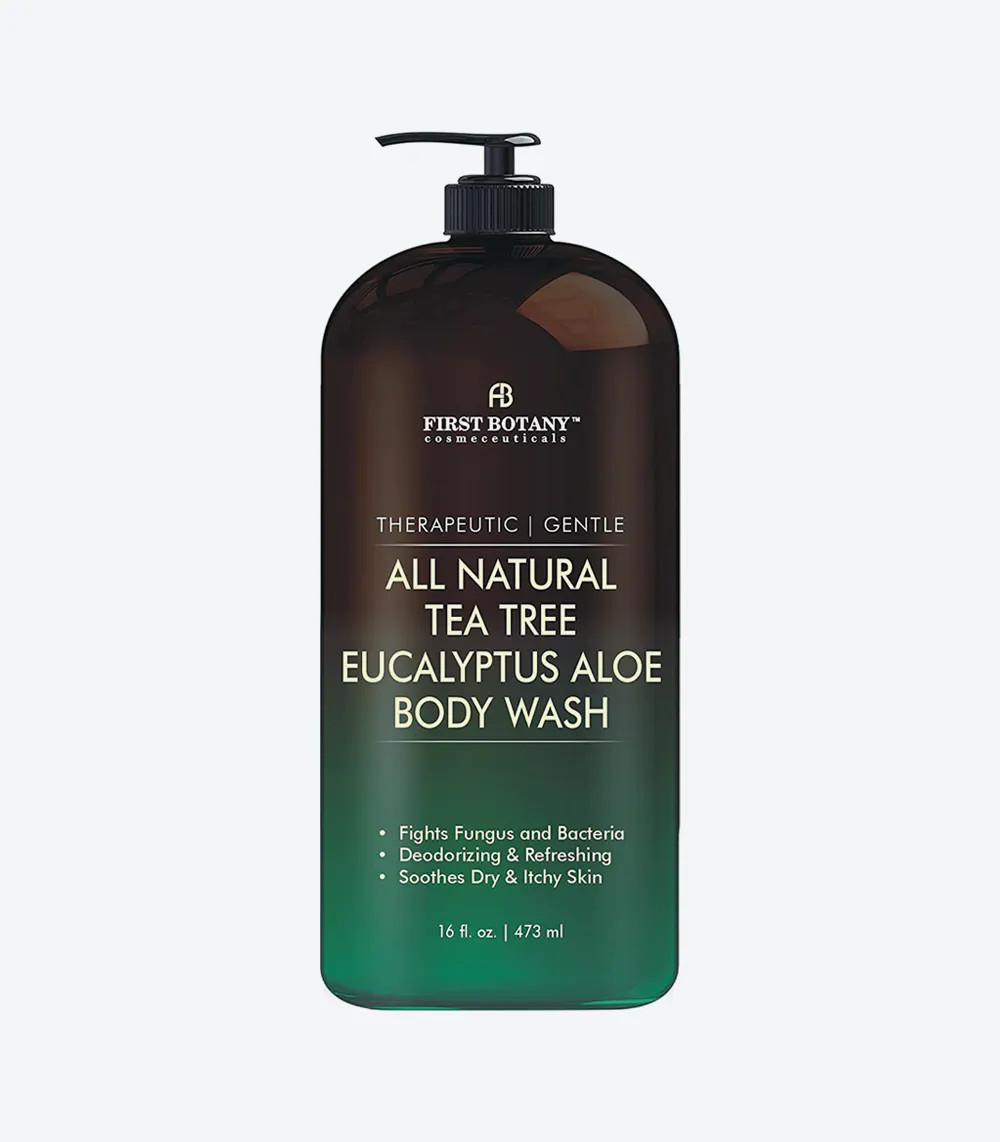 AB
FIRST BOTANY™
cosmeceuticals
THERAPEUTIC | GENTLE
ALL NATURAL
TEA TREE
EUCALYPTUS ALOE
BODY WASH
• Fights Fungus and Bacteria
• Deodorizing & Refreshing
• Soothes Dry & Itchy Skin
16 fl. oz. | 473 ml